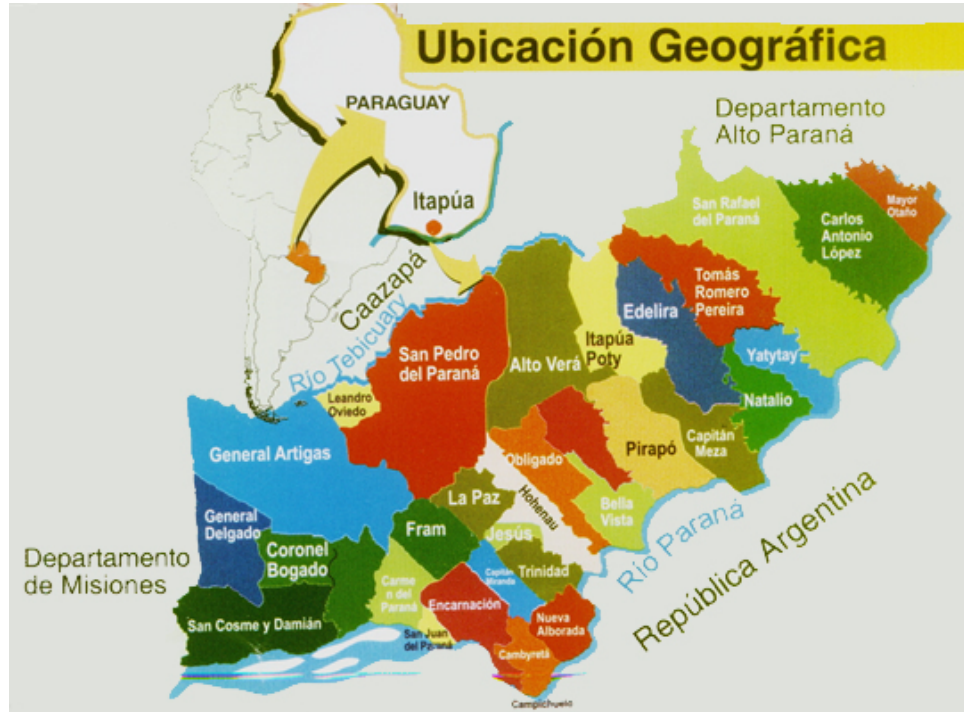 Ubicación Geográfica
PARAGUAY
Itapúa
Departamento
Alto Paraná
Caazapá
Río Tebicuary
San Rafael
del Paraná
Carlos
Antonio
López
Mayor
Otaño
Tomás
Romero
Pereira
Edelira
Itapúa
Poty
Alto Verá
San Pedro
del Paraná
Leandro
Oviedo
Yatytay
Natalio
General Artigas
Obligado
Pirapó
Capitán
Meza
La Paz
Hohenau
Bella
Vista
General
Delgado
Fram
Jesús
Coronel
Bogado
Departamento
de Misiones
Carme
n del
Paraná
Capitán
Miranda
Trinidad
Río Paraná
República Argentina
San Cosme y Damián
Encarnación
San Juan
del Paraná
Nueva
Alborada
Cambyretá
Campichuelo